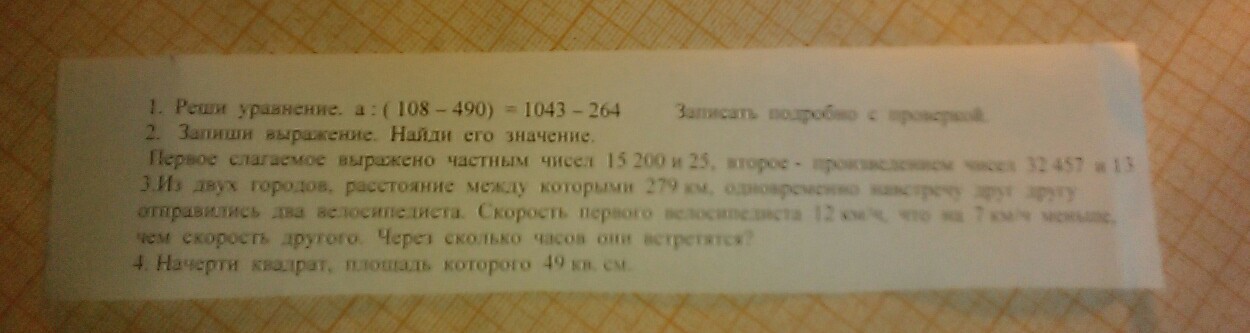 1. Реши уравнение. а : ( 108 – 490) = 1043 – 264 Записать подробно с проверкой.
2. Запиши выражение. Найди его значение.
Первое слагаемое выражено частным чисел 15 200 и 25, второе - произведением чисел 32 457 и 13
3.Из двух городов, расстояние между которыми 279 км, одновременно навстречу друг другу
отправились два велосипедиста. Скорость первого велосипедиста 12 км/ч, что на 7 км/ч меньше,
чем скорость другого. Через сколько часов они встретятся?
4. Начерти квадрат, площадь которого 49 кв. см.